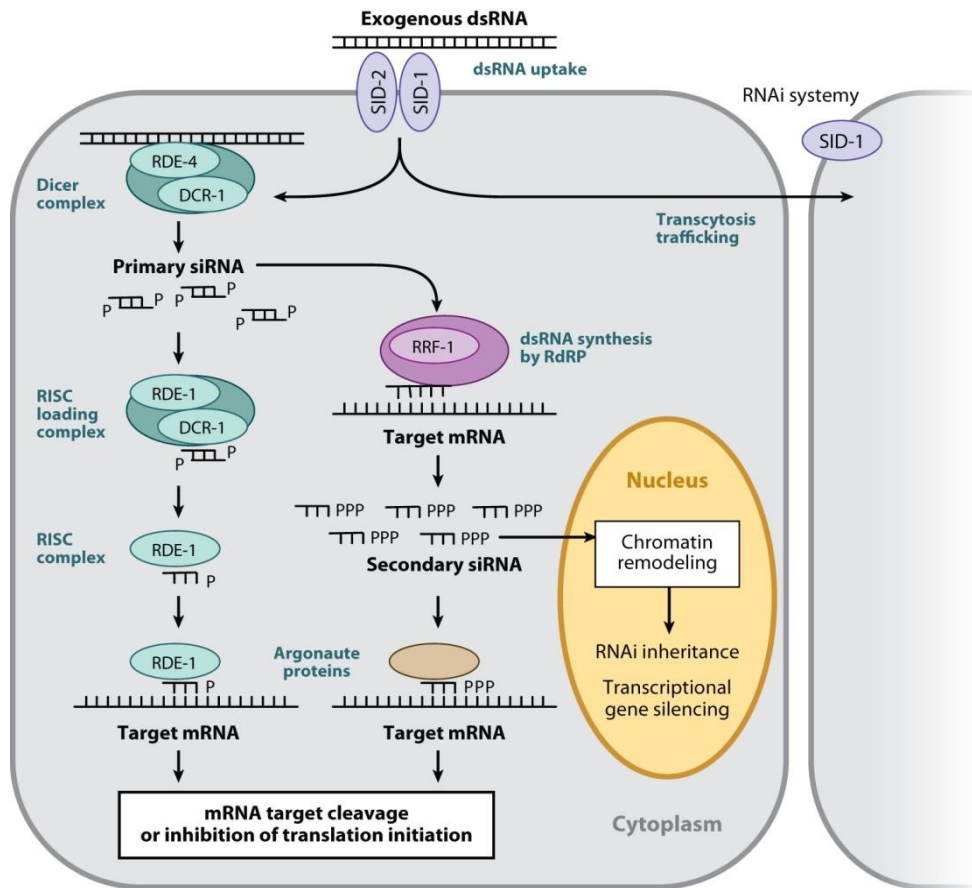 Exogenous dsRNA
SID-2
SID-1
dsRNA uptake
RNAi systemy
SID-1
RDE-4
DCR-1
Dicer
complex
Transcytosis
trafficking
Primary siRNA
P
P
P
P
P
P
RRF-1
dsRNA synthesis
by RdRP
RDE-1
DCR-1
RISC
loading
complex
P
P
Target mRNA
Nucleus
PPP
PPP
PPP
PPP
PPP
Secondary siRNA
Chromatin
remodeling
RISC
complex
RDE-1
P
RNAi inheritance
Transcriptional
gene silencing
RDE-1
P
Argonaute
proteins
PPP
Target mRNA
Target mRNA
mRNA target cleavage
or inhibition of translation initiation
Cytoplasm